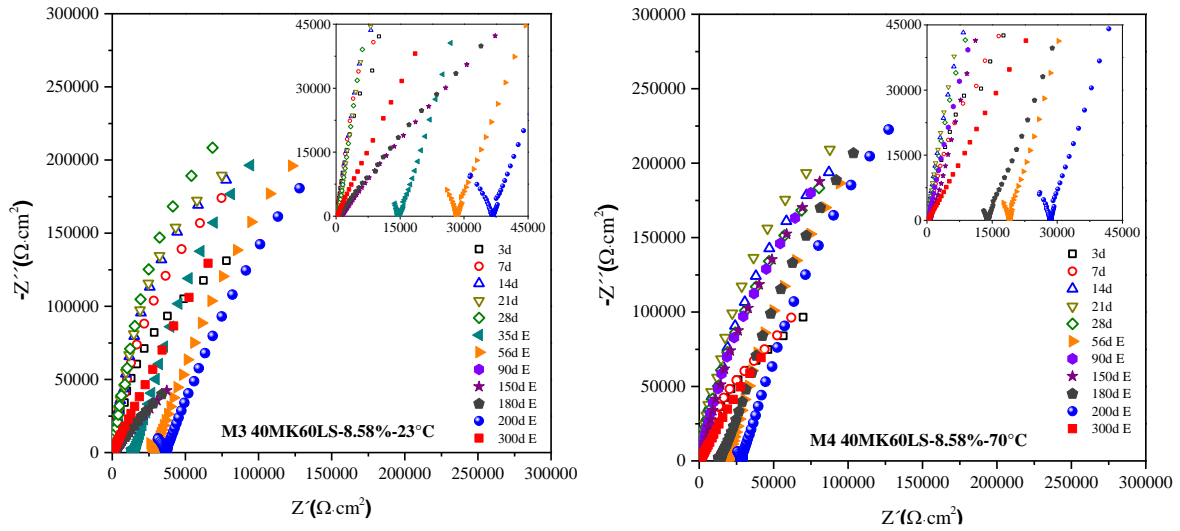 300000
250000
200000
150000
100000
50000
0
-Z´´(Ω·cm²)
45000
30000
15000
0
0 15000 30000 45000
3d
7d
14d
21d
28d
35d E
56d E
90d E
150d E
180d E
200d E
300d E
M3 40MK60LS-8.58%-23°C
0 50000 100000 150000 200000 250000 300000
Z´(Ω·cm²)
300000
250000
200000
150000
100000
50000
0
-Z´´(Ω·cm²)
45000
30000
15000
0
0 15000 30000 45000
3d
7d
14d
21d
28d
56d E
90d E
150d E
180d E
200d E
300d E
M4 40MK60LS-8.58%-70°C
0 50000 100000 150000 200000 250000 300000
Z´(Ω·cm²)